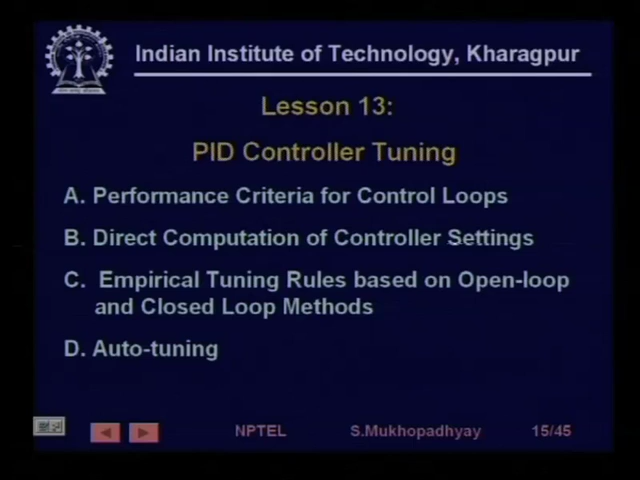 Indian Institute of Technology, Kharagpur
Lesson 13:
PID Controller Tuning
A. Performance Criteria for Control Loops
B. Direct Computation of Controller Settings
C. Empirical Tuning Rules based on Open-loop
and Closed Loop Methods
D. Auto-tuning
NPTEL S.Mukhopadhyay 15/45